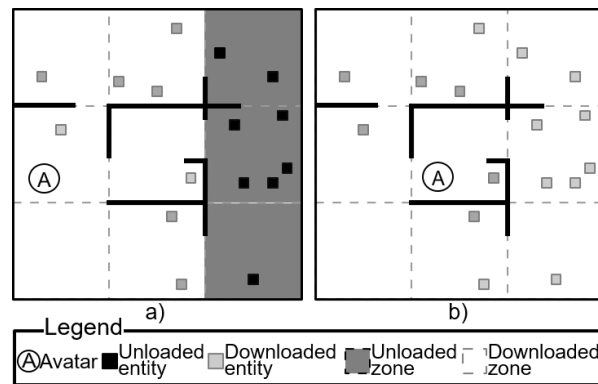 A
A
a)
b)
Legend
A Avatar
Unloaded entity
Downloaded entity
Unloaded zone
Downloaded zone